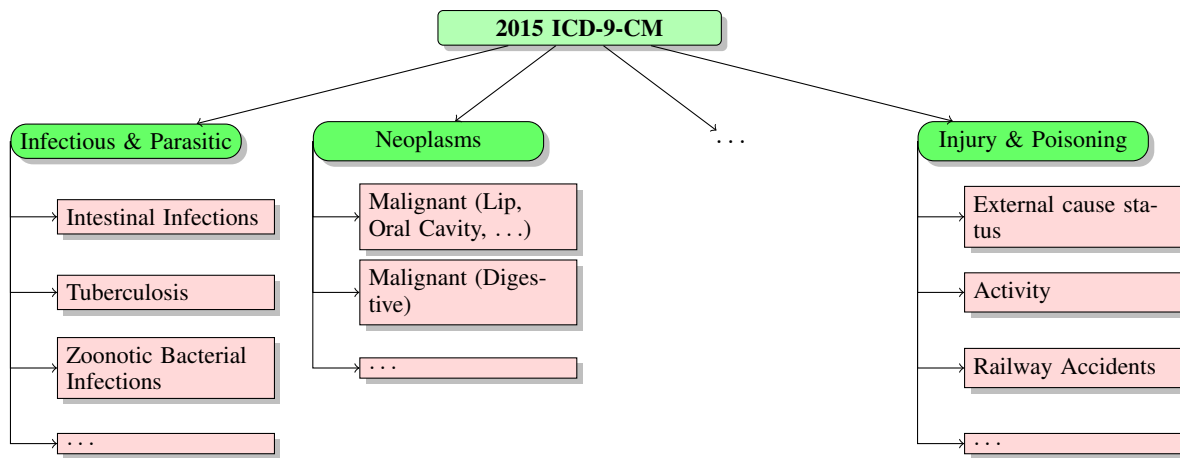 2015 ICD-9-CM
Infectious & Parasitic
Neoplasms
. . .
Injury & Poisoning
Intestinal Infections
Tuberculosis
Zoonotic Bacterial
Infections
. . .
Malignant (Lip,
Oral Cavity, . . .)
Malignant (Diges-
tive)
. . .
External cause sta-
tus
Activity
Railway Accidents
. . .